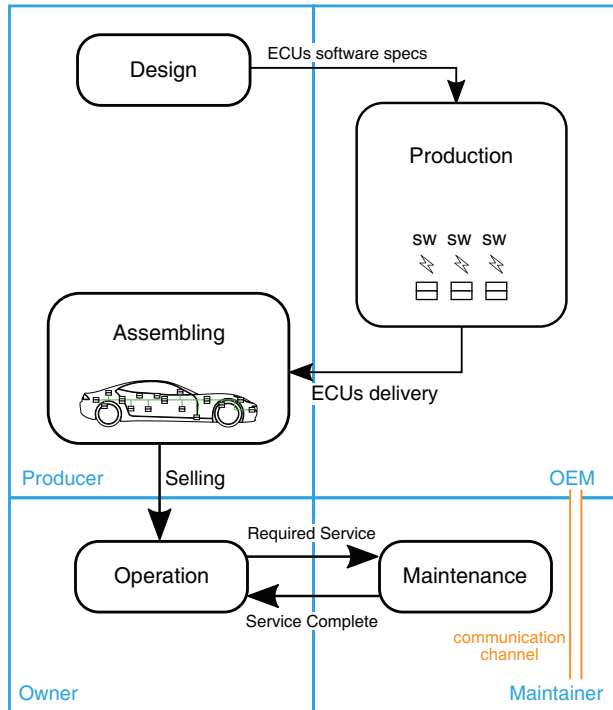 ECUs software specs
Design
Production
sw sw sw
Assembling
ECUs delivery
Producer
Selling
OEM
Required Service
Operation
Maintenance
Service Complete
communication
channel
Owner
Maintainer